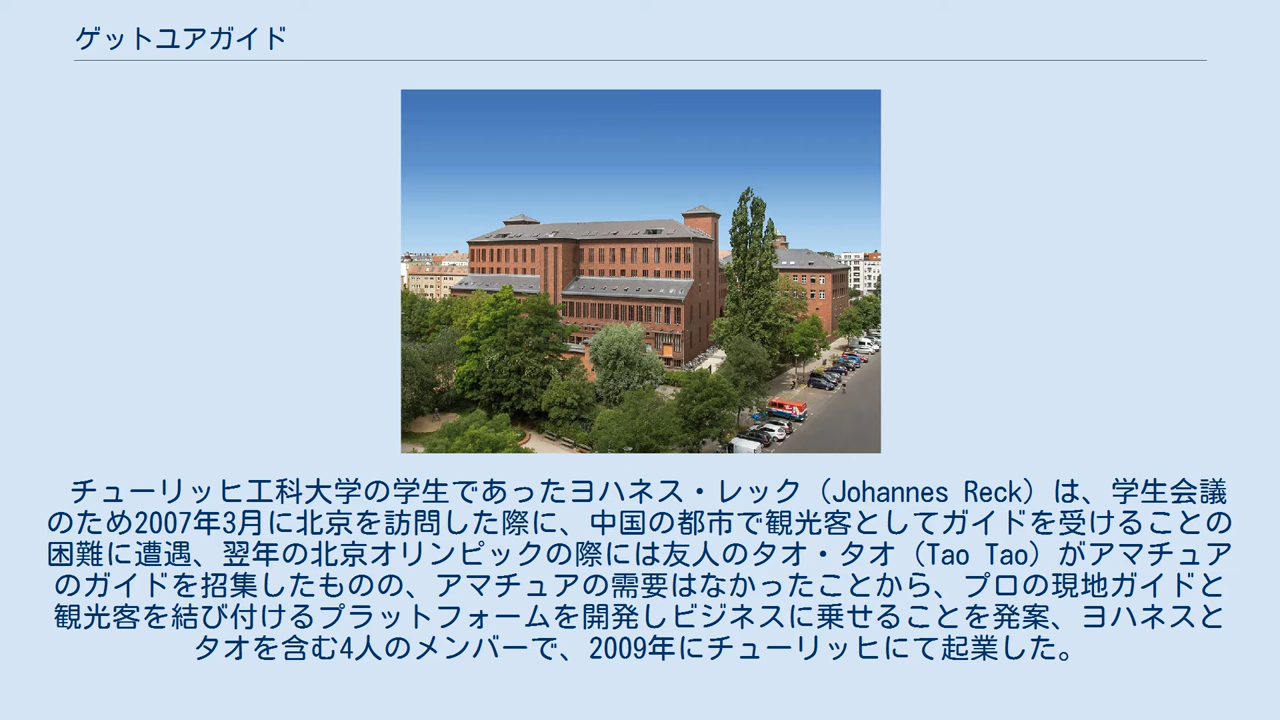 ゲットユアガイド
チューリッヒ工科大学の学生であったヨハネス・レック（Johannes Reck）は、学生会議
のため2007年3月に北京を訪問した際に、中国の都市で観光客としてガイドを受けることの
困難に遭遇、翌年の北京オリンピックの際には友人のタオ・タオ（Tao Tao）がアマチュア
のガイドを招集したものの、アマチュアの需要はなかったことから、プロの現地ガイドと
観光客を結び付けるプラットフォームを開発しビジネスに乗せることを発案、ヨハネスと
タオを含む4人のメンバーで、2009年にチューリッヒにて起業した。